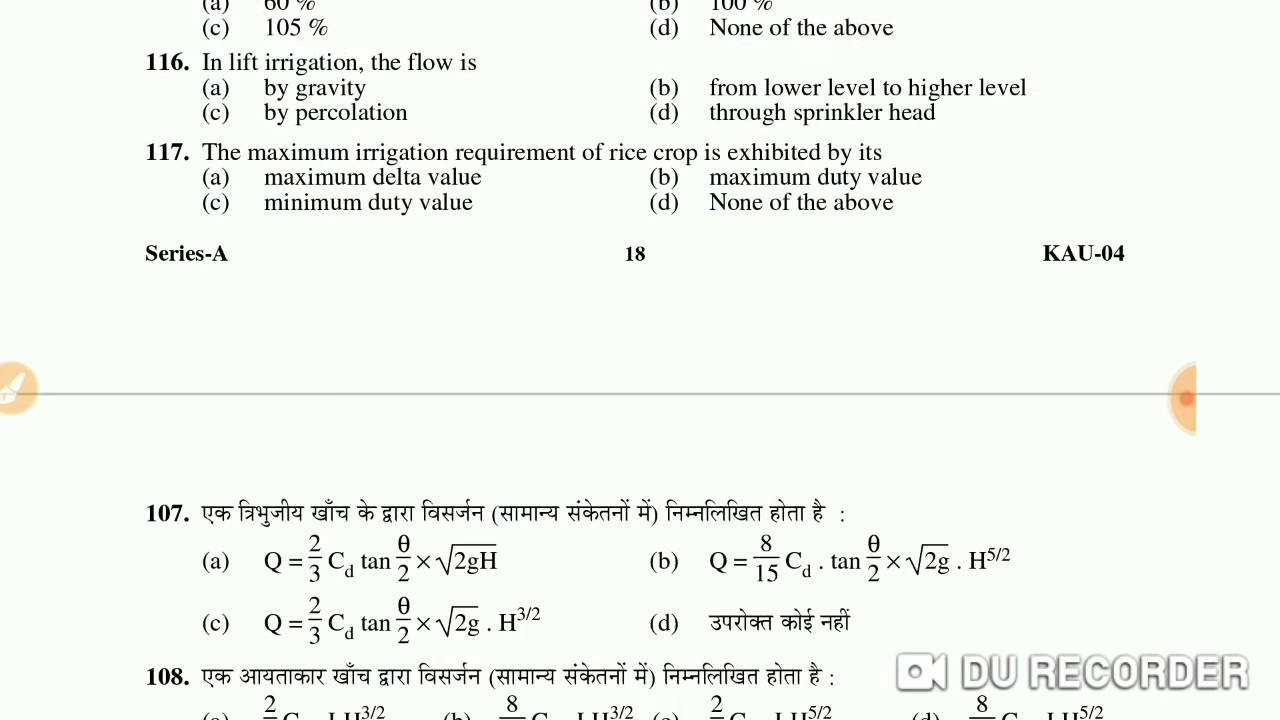 (a) 60 % (b) 100 %
(c) 105 % (d) None of the above
116. In lift irrigation, the flow is
(a) by gravity (b) from lower level to higher level
(c) by percolation (d) through sprinkler head
117. The maximum irrigation requirement of rice crop is exhibited by its
(a) maximum delta value (b) maximum duty value
(c) minimum duty value (d) None of the above
Series-A 18 KAU-04
107. एक त्रिभुजीय खाँच के द्वारा विसर्जन (सामान्य संकेतनों में) निम्नलिखित होता है :
(a) Q = 2/3 C_d tan θ/2 × √2gH (b) Q = 8/15 C_d . tan θ/2 × √2g . H^5/2
(c) Q = 2/3 C_d tan θ/2 × √2g . H^3/2 (d) उपरोक्त कोई नहीं
108. एक आयताकार खाँच द्वारा विसर्जन (सामान्य संकेतनों में) निम्नलिखित होता है :
DU RECORDER